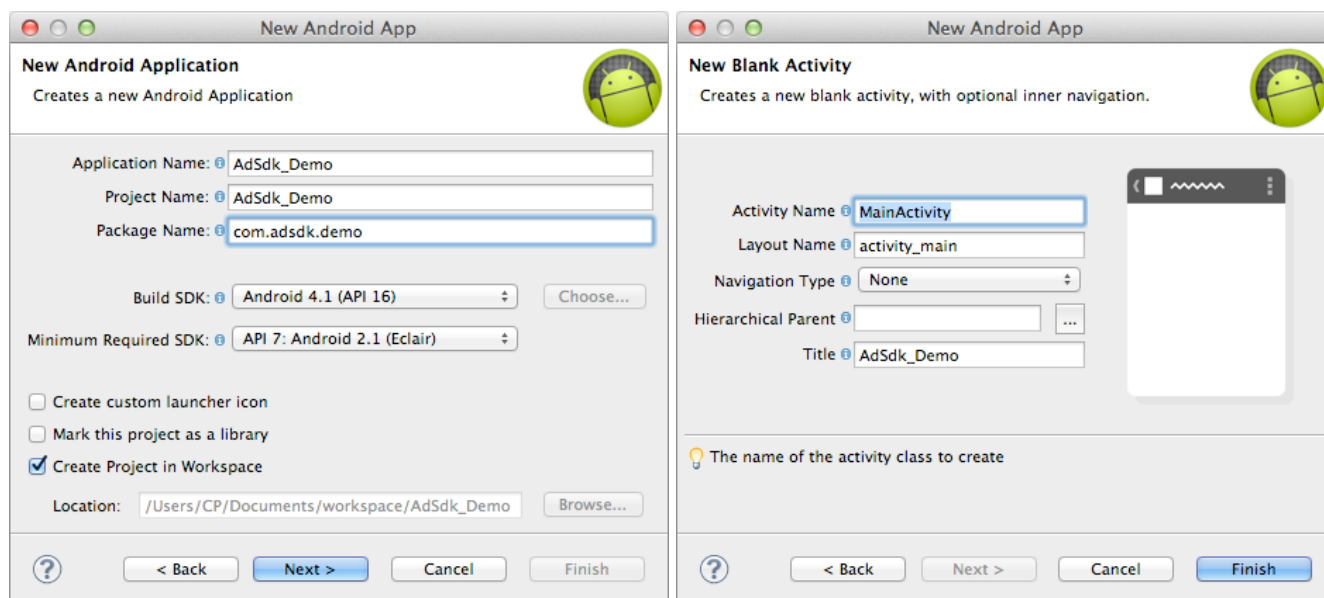 New Android App
New Android Application
Creates a new Android Application
Application Name: AdSdk_Demo
Project Name: AdSdk_Demo
Package Name: com.adsdk.demo
Build SDK: Android 4.1 (API 16) Choose...
Minimum Required SDK: API 7: Android 2.1 (Eclair)
Create custom launcher icon
Mark this project as a library
Create Project in Workspace
Location: /Users/CP/Documents/workspace/AdSdk_Demo Browse...
? < Back Next > Cancel Finish
New Android App
New Blank Activity
Creates a new blank activity, with optional inner navigation.
Activity Name MainActivity
Layout Name activity_main
Navigation Type None
Hierarchical Parent ...
Title AdSdk_Demo
The name of the activity class to create
? < Back Next > Cancel Finish